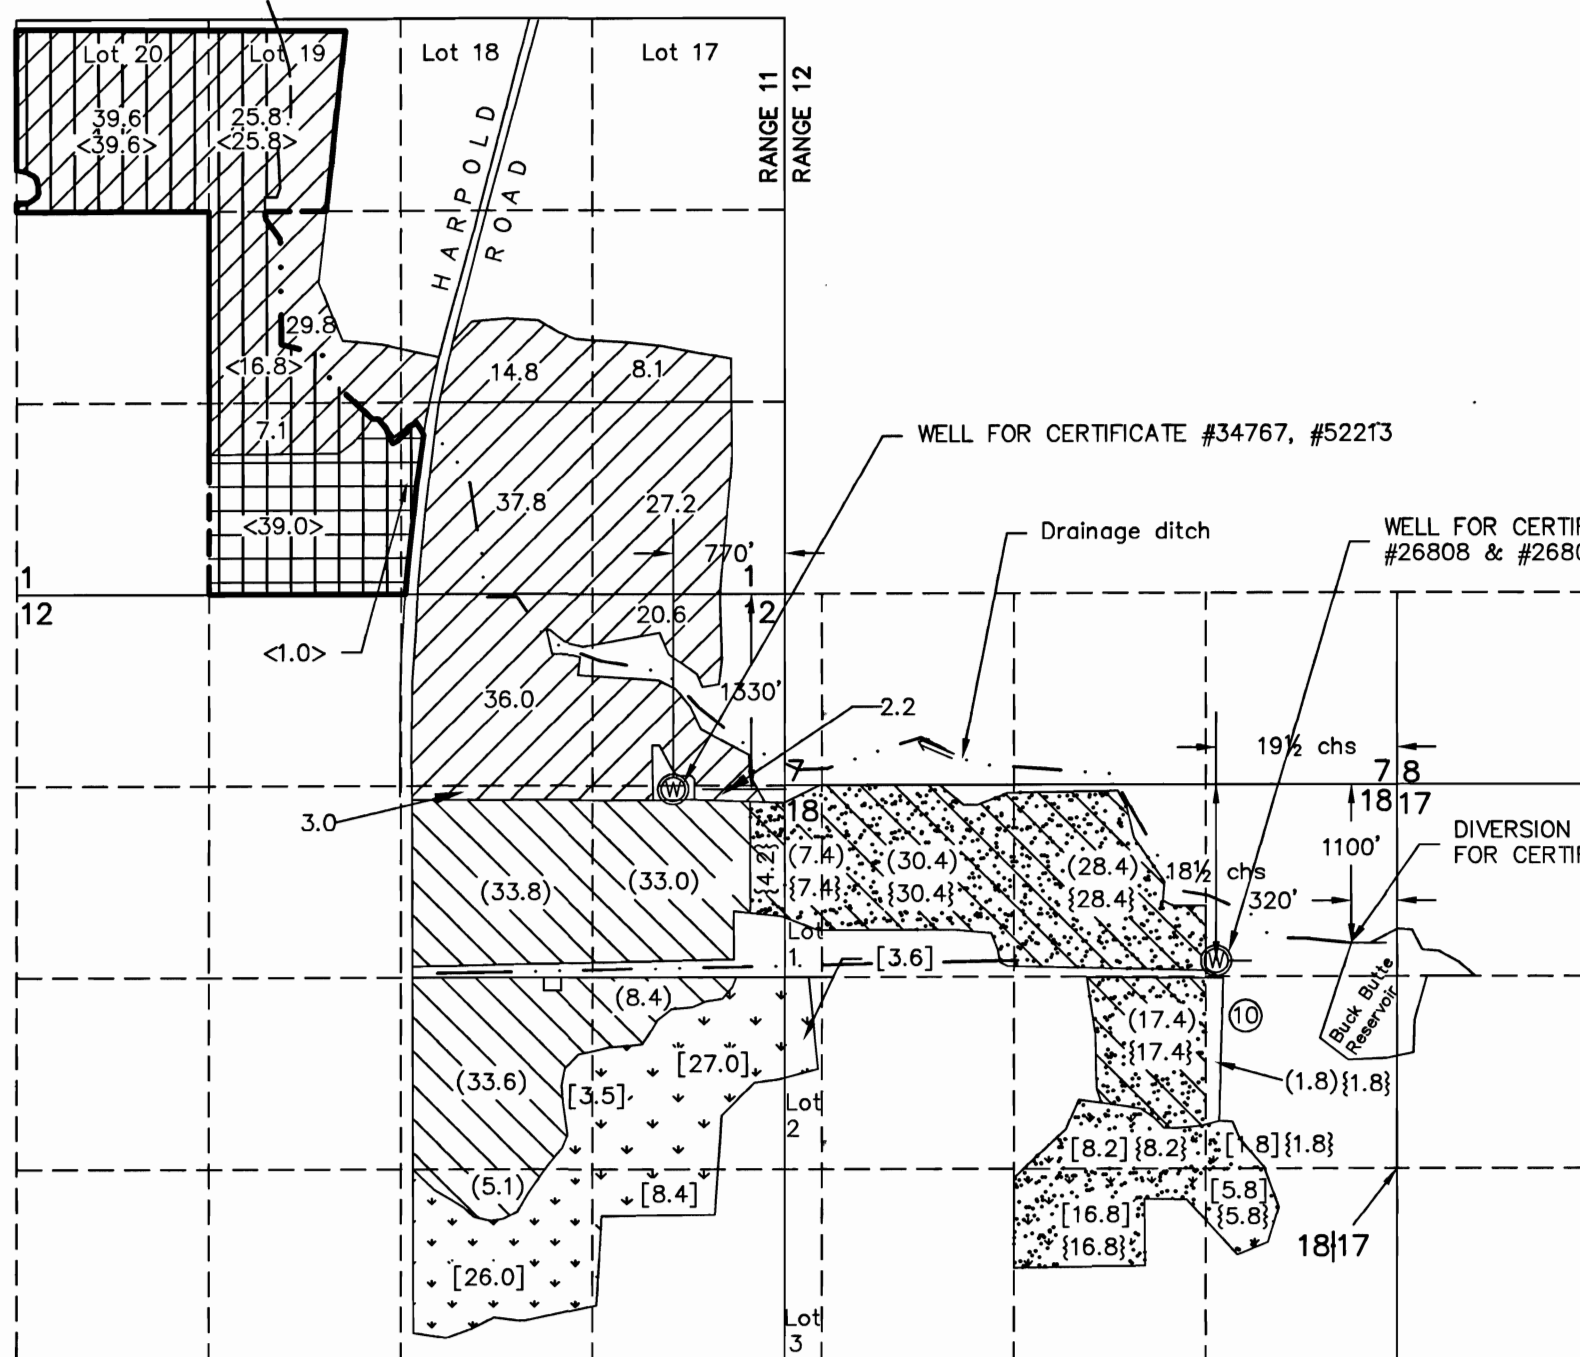 Lot 20
Lot 19
Lot 18
Lot 17
39.6
<39.6>
25.8
<25.8>
HARPOLD
ROAD
RANGE 11
RANGE 12
29.8
<16.8>
7.1
14.8
8.1
<39.0>
37.8
27.2
770'
WELL FOR CERTIFICATE #34767, #52213
Drainage ditch
WELL FOR CERTIF
#26808 & #2680
1
12
1
12
<1.0>
20.6
36.0
1330'
2.2
3.0
19½ chs
7
18
7
8
18
17
1100'
DIVERSION
FOR CERTIF
(33.8)
(33.0)
{4.2}
(7.4)
{7.4}
(30.4)
{30.4}
(28.4)
{28.4}
18½ chs
320'
Lot
1
[3.6]
(8.4)
(33.6)
[3.5]
[27.0]
(17.4)
{17.4}
10
Buck Butte
Reservoir
(1.8){1.8}
Lot
2
[8.2]{8.2}
[1.8]{1.8}
(5.1)
[8.4]
[16.8]
{16.8}
[5.8]
{5.8}
18
17
[26.0]
Lot
3
W
W